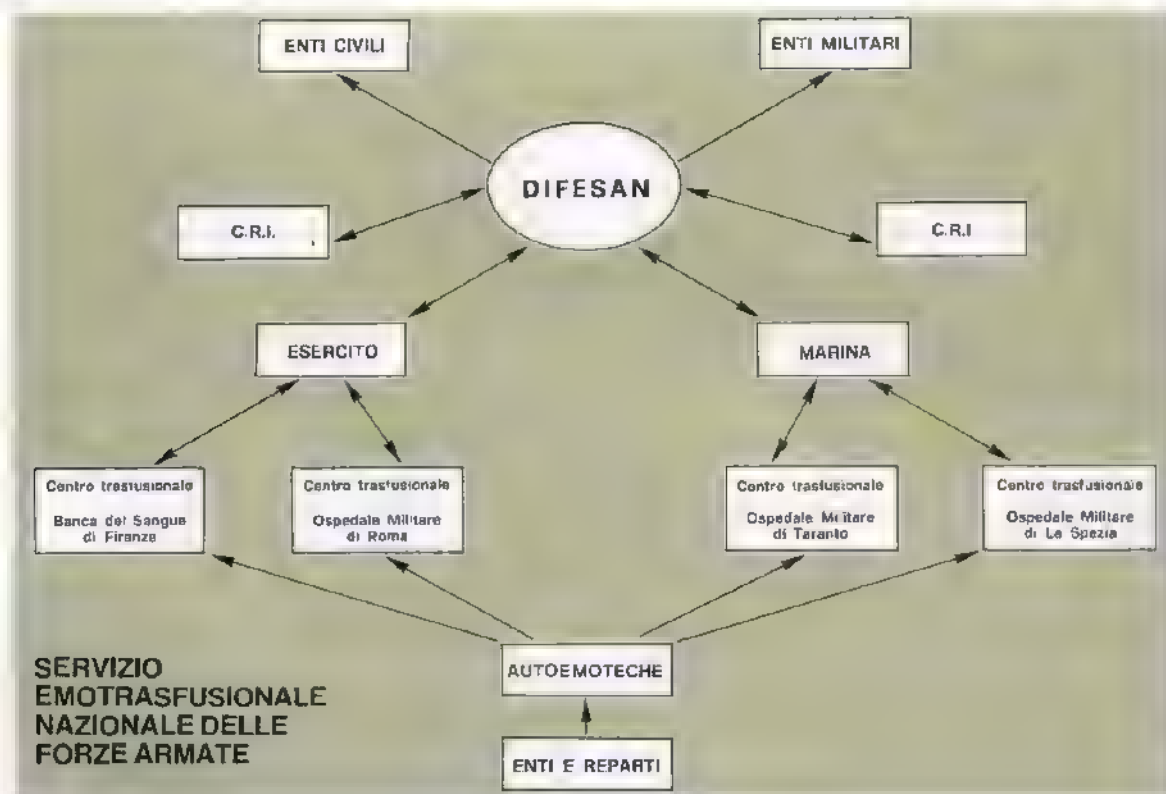 ENTI CIVILI
ENTI MILITARI
DIFESAN
C.R.I.
C.R.I
ESERCITO
MARINA
Centro trasfusionale
Banca del Sangue
di Firenze
Centro trasfusionale
Ospedale Militare
di Roma
Centro trasfusionale
Ospedale Militare
di Taranto
Centro trasfusionale
Ospedale Militare
di La Spezia
AUTOEMOTECHE
ENTI E REPARTI
SERVIZIO
EMOTRASFUSIONALE
NAZIONALE DELLE
FORZE ARMATE